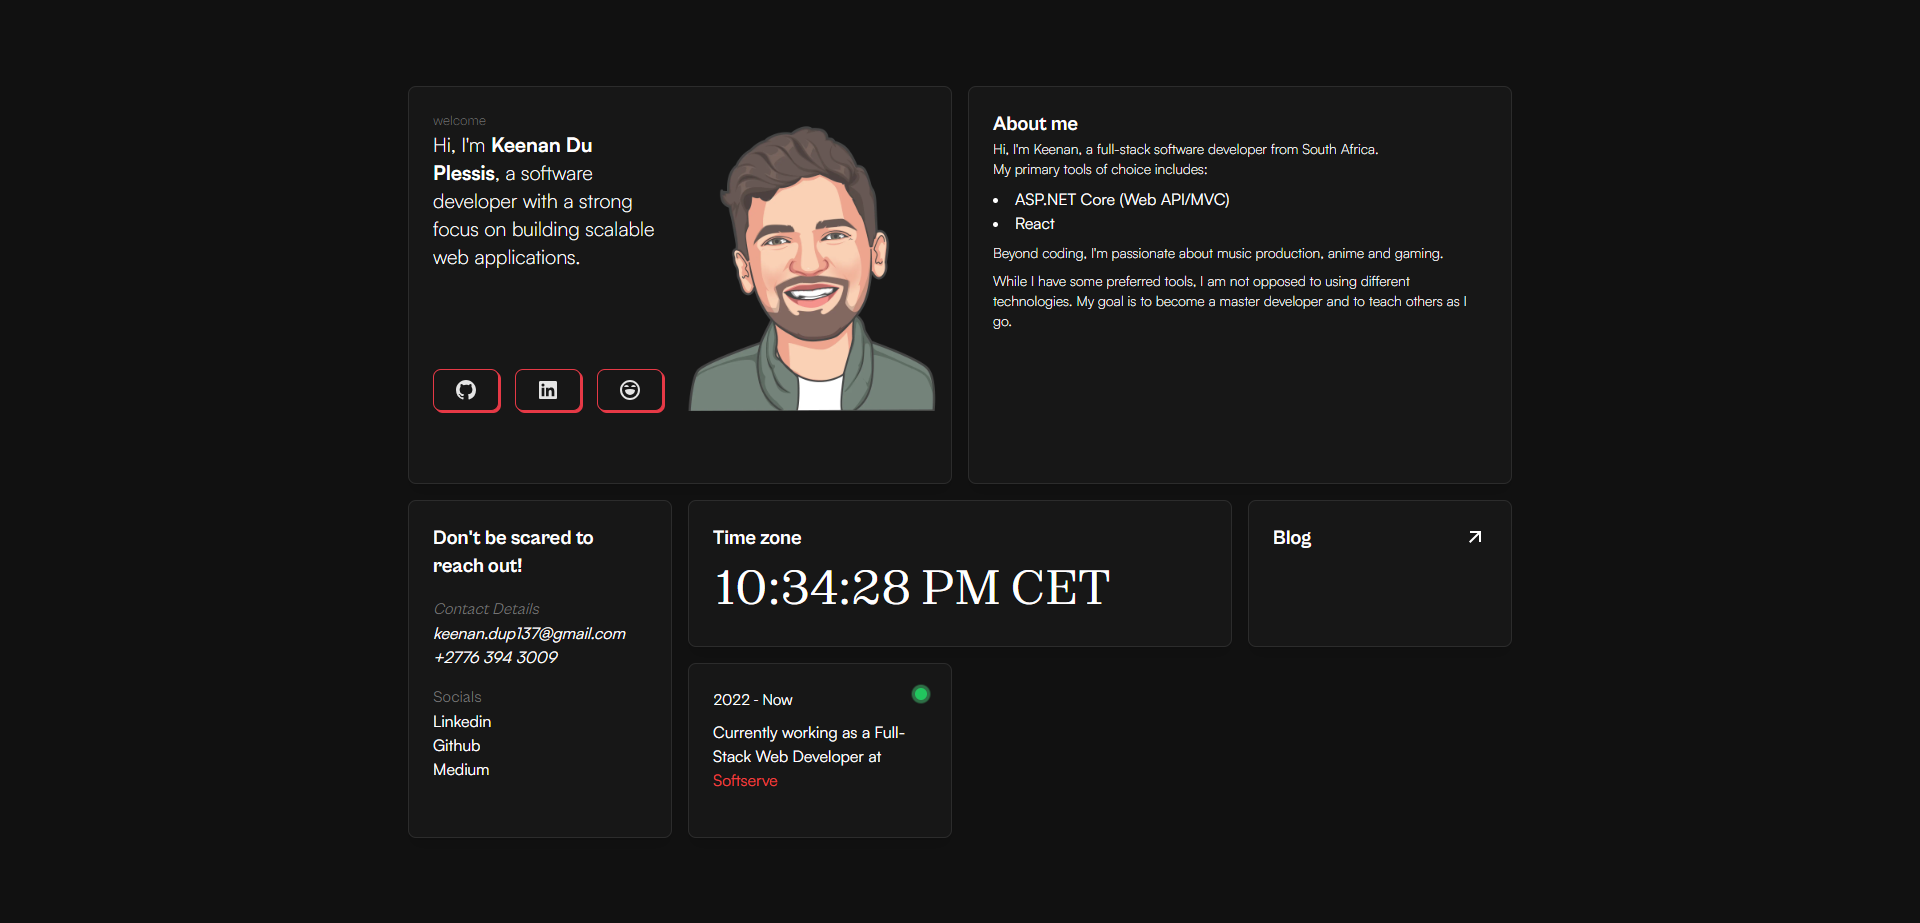 welcome
Hi, I'm Keenan Du
Plessis, a software
developer with a strong
focus on building scalable
web applications.
About me
Hi, I'm Keenan, a full-stack software developer from South Africa.
My primary tools of choice includes:
• ASP.NET Core (Web API/MVC)
• React
Beyond coding, I'm passionate about music production, anime and gaming.
While I have some preferred tools, I am not opposed to using different
technologies. My goal is to become a master developer and to teach others as I
go.
Don't be scared to
reach out!
Contact Details
keenan.dup137@gmail.com
+2776 394 3009
Socials
Linkedin
Github
Medium
Time zone
10:34:28 PM CET
Blog
2022 - Now
Currently working as a Full-
Stack Web Developer at
Softserve